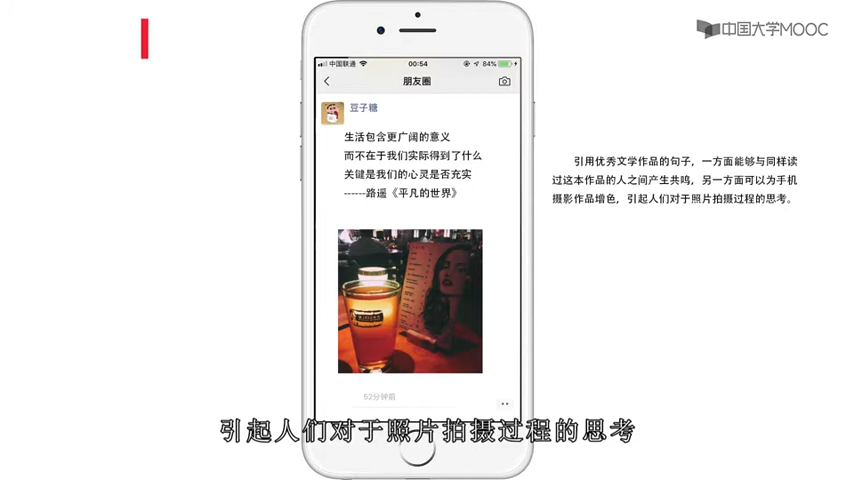 中国大学MOOC
中国联通 00:54 84%
朋友圈
豆子糖
生活包含更广阔的意义
而不在于我们实际得到了什么
关键是我们的心灵是否充实
------路遥《平凡的世界》
52分钟前
引用优秀文学作品的句子，一方面能够与同样读
过这本作品的人之间产生共鸣，另一方面可以为手机
摄影作品增色，引起人们对于照片拍摄过程的思考。
引起人们对于照片拍摄过程的思考